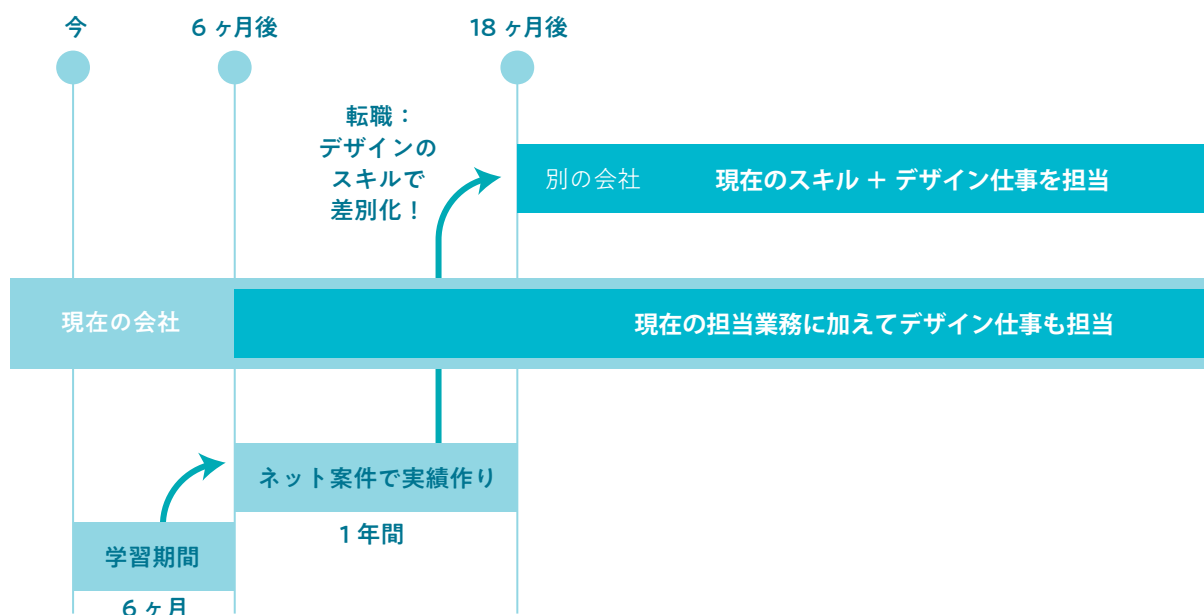 今
6 ヶ月後
18 ヶ月後
転職：
デザインの
スキルで
差別化！
別の会社
現在のスキル ＋ デザイン仕事を担当
現在の会社
現在の担当業務に加えてデザイン仕事も担当
ネット案件で実績作り
1 年間
学習期間
6 ヶ月